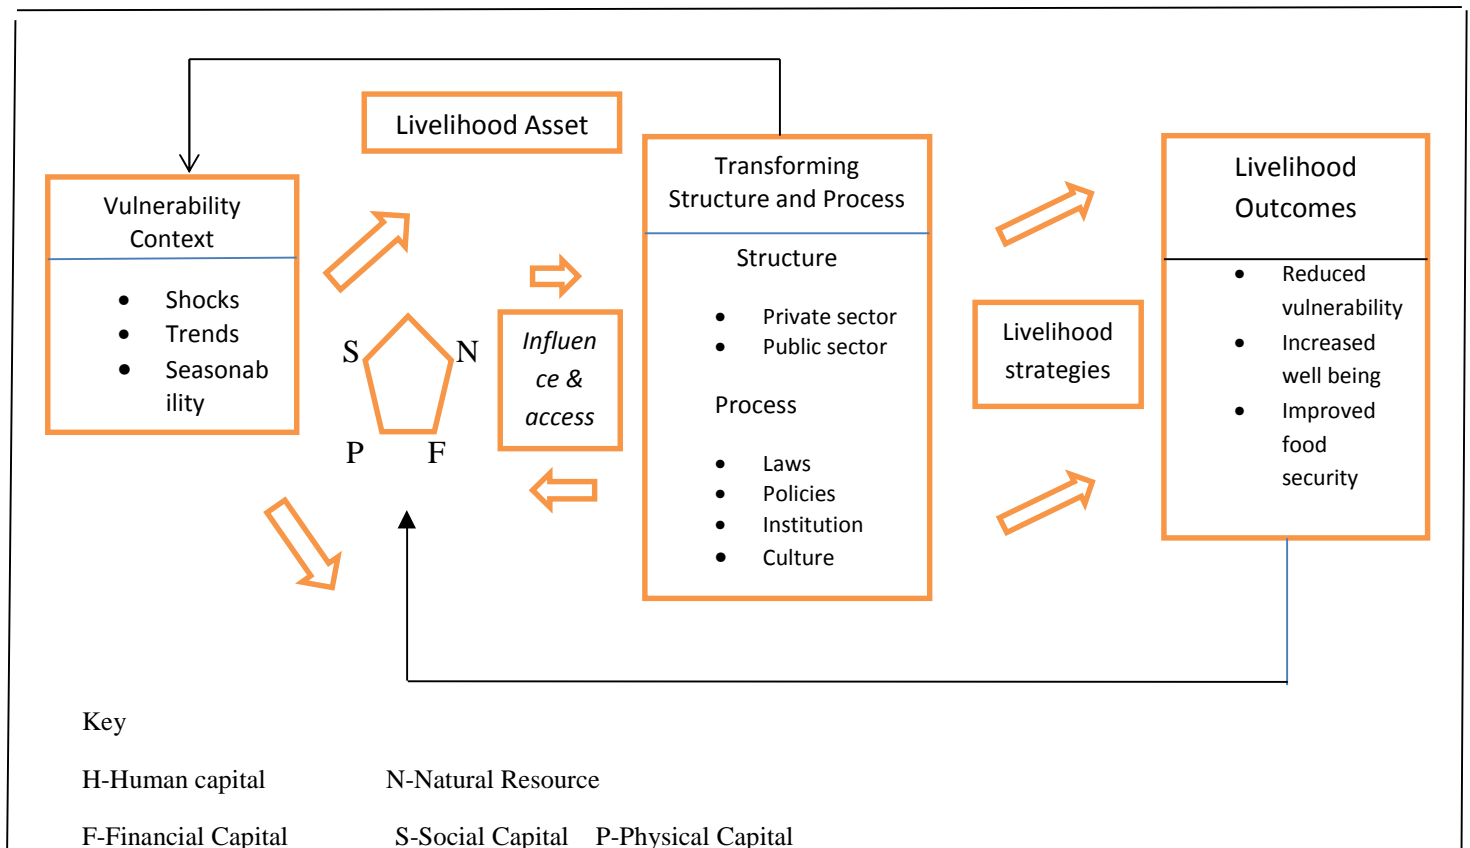 Livelihood Asset
Vulnerability
Context
• Shocks
• Trends
• Seasonab
ility
S
N
P
F
Influen
ce &
access
Transforming
Structure and Process
Structure
• Private sector
• Public sector
Process
• Laws
• Policies
• Institution
• Culture
Livelihood
strategies
Livelihood
Outcomes
• Reduced
vulnerability
• Increased
well being
• Improved
food
security
Key
H-Human capital N-Natural Resource
F-Financial Capital S-Social Capital P-Physical Capital